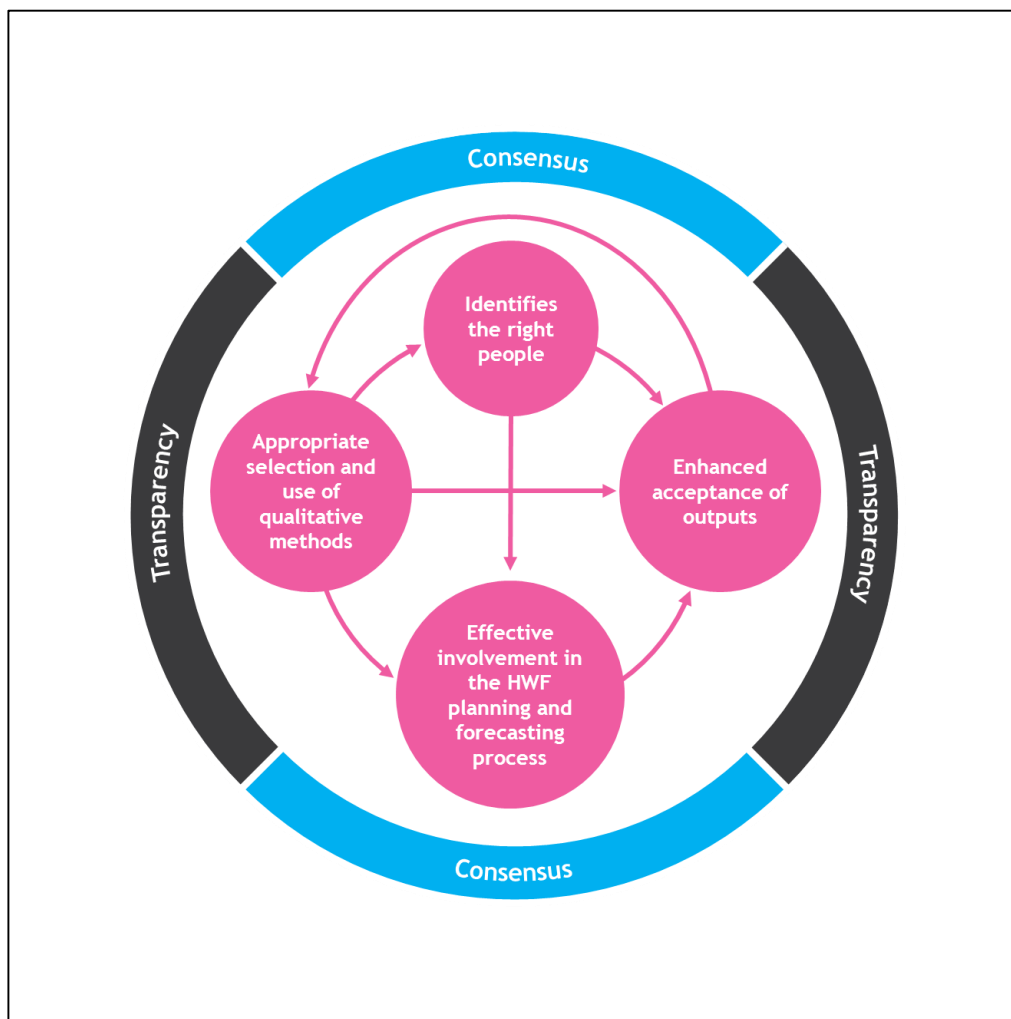 Consensus
Identifies
the right
people
Transparency
Appropriate
selection and
use of
qualitative
methods
Enhanced
acceptance of
outputs
Transparency
Effective
involvement in
the HWF
planning and
forecasting
process
Consensus